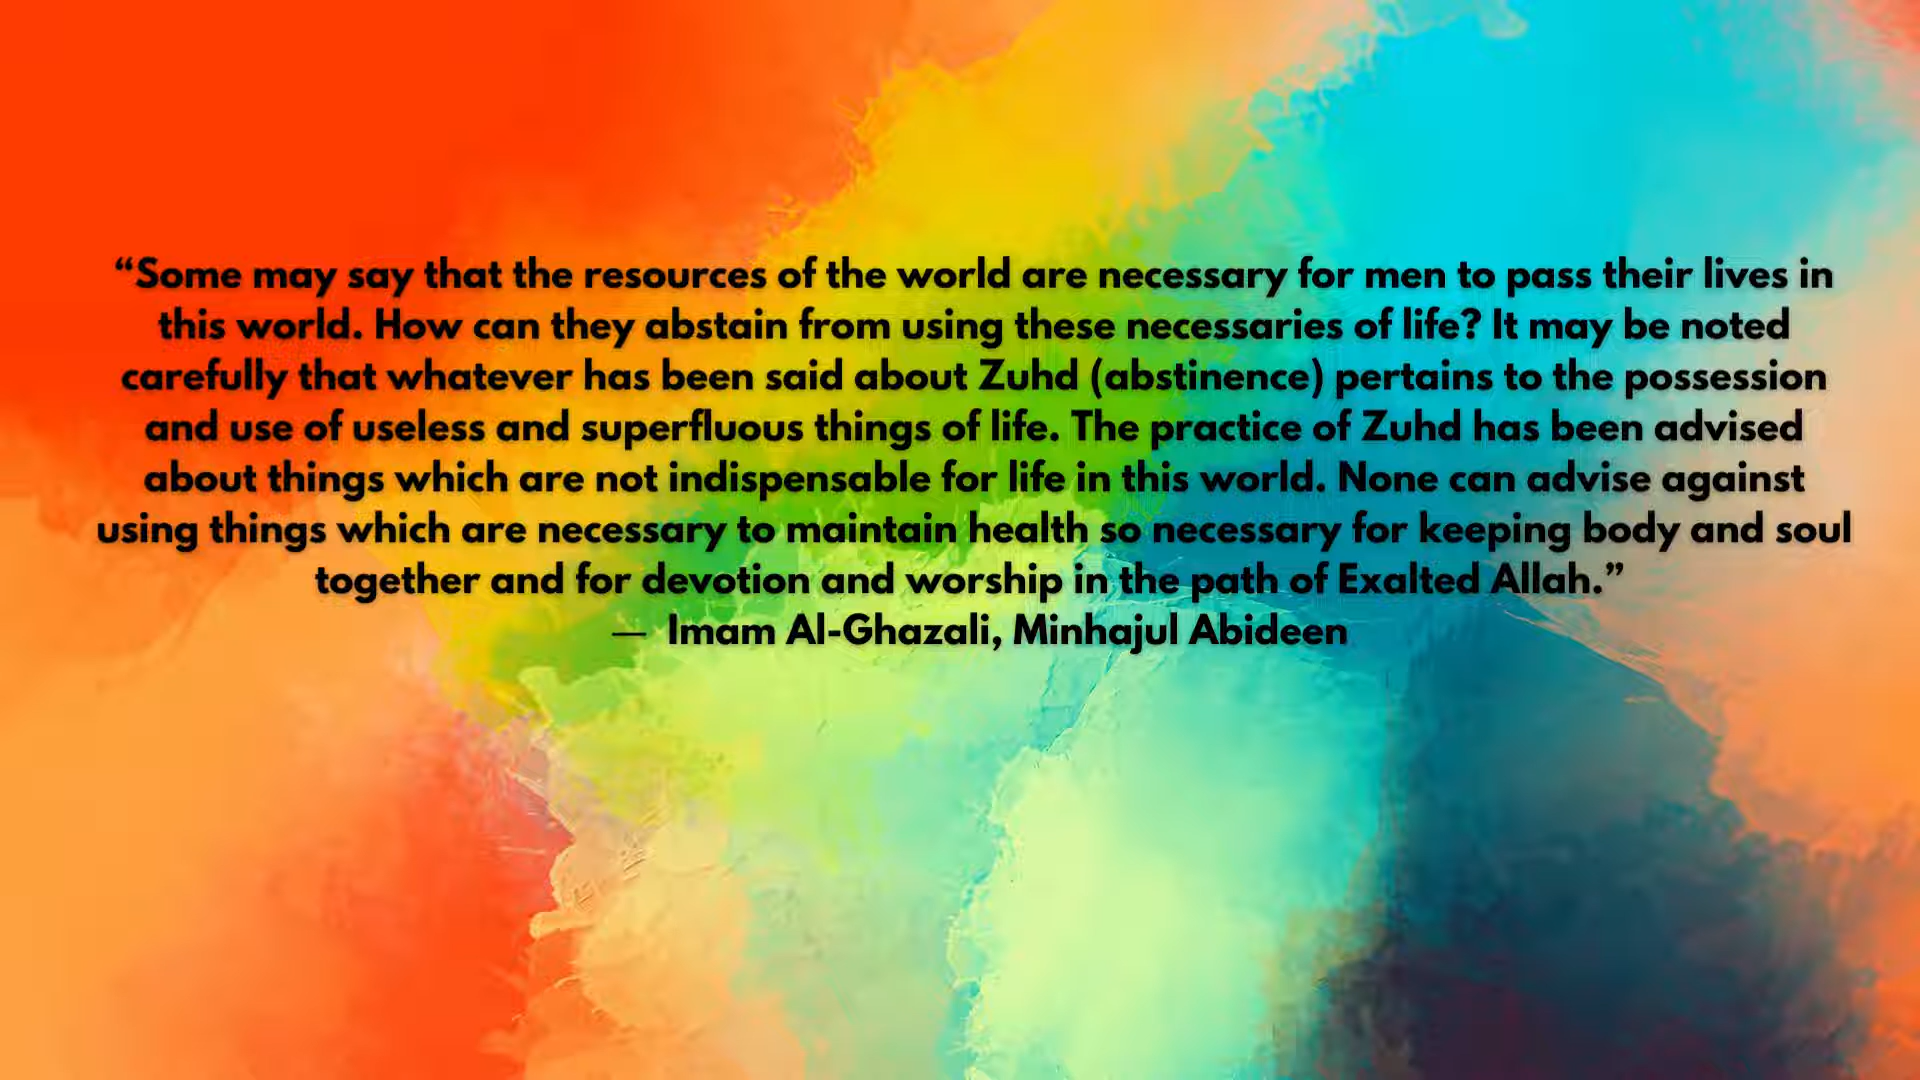 “Some may say that the resources of the world are necessary for men to pass their lives in
this world. How can they abstain from using these necessaries of life? It may be noted
carefully that whatever has been said about Zuhd (abstinence) pertains to the possession
and use of useless and superfluous things of life. The practice of Zuhd has been advised
about things which are not indispensable for life in this world. None can advise against
using things which are necessary to maintain health so necessary for keeping body and soul
together and for devotion and worship in the path of Exalted Allah.”
— Imam Al-Ghazali, Minhajul Abideen